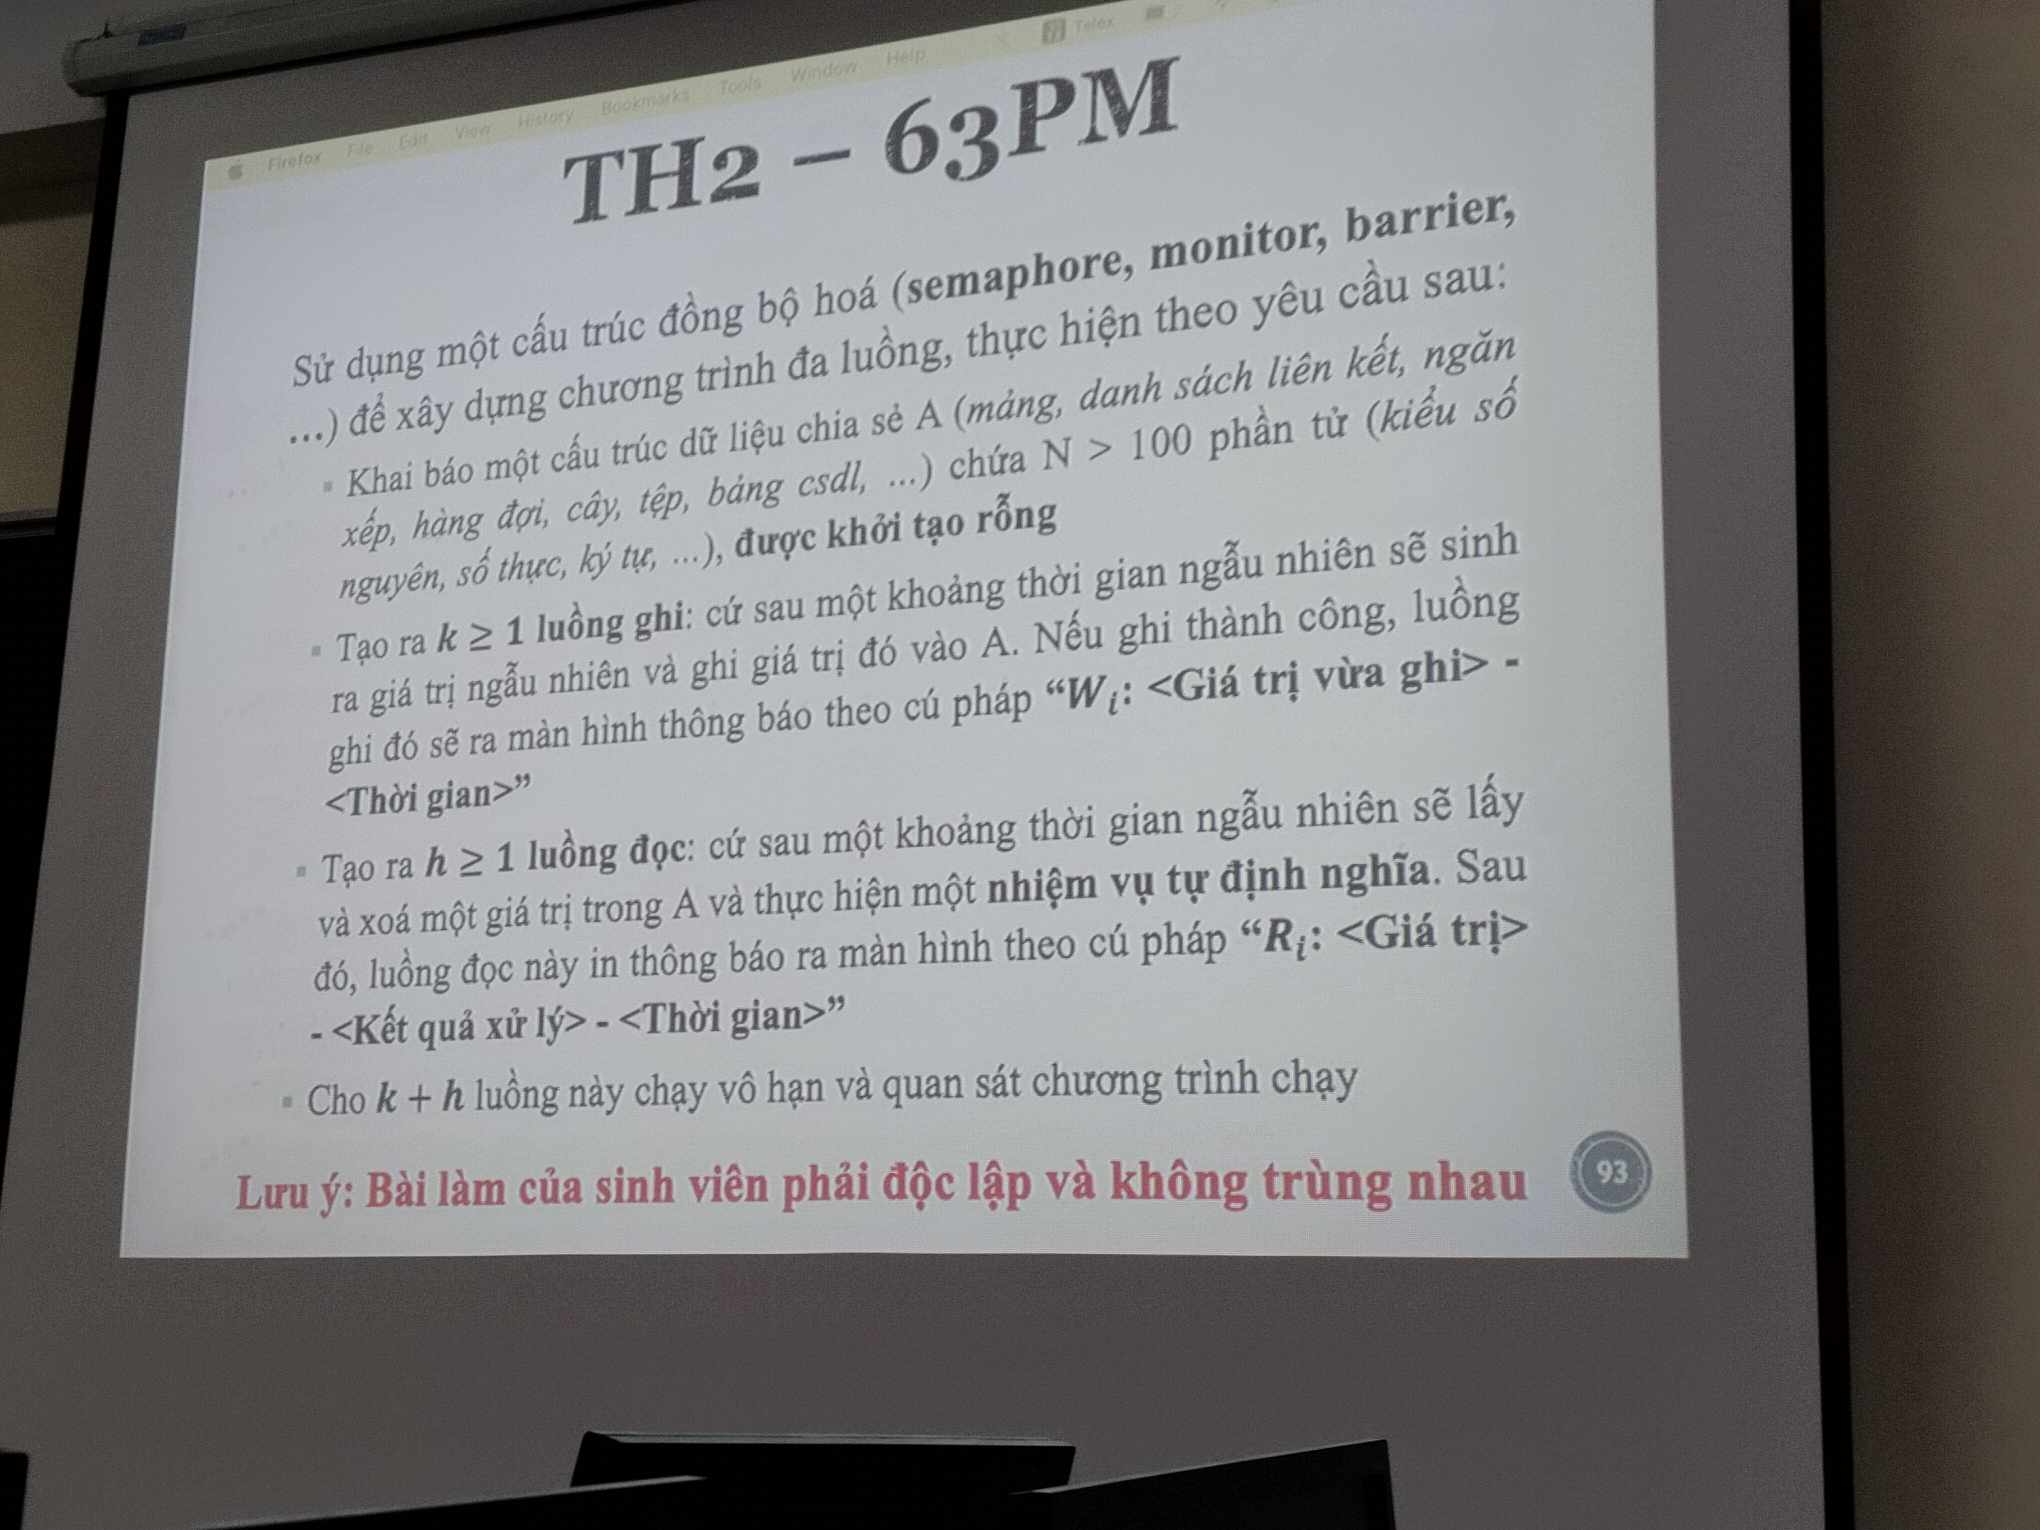 Firefox File Edit View History Bookmarks Tools Window Help Telex
TH2 – 63PM
Sử dụng một cấu trúc đồng bộ hoá (semaphore, monitor, barrier,
...) để xây dựng chương trình đa luồng, thực hiện theo yêu cầu sau:
▪ Khai báo một cấu trúc dữ liệu chia sẻ A (mảng, danh sách liên kết, ngăn
xếp, hàng đợi, cây, tệp, bảng csdl, ...) chứa N > 100 phần tử (kiểu số
nguyên, số thực, ký tự, ...), được khởi tạo rỗng
▪ Tạo ra k ≥ 1 luồng ghi: cứ sau một khoảng thời gian ngẫu nhiên sẽ sinh
ra giá trị ngẫu nhiên và ghi giá trị đó vào A. Nếu ghi thành công, luồng
ghi đó sẽ ra màn hình thông báo theo cú pháp “Wᵢ: <Giá trị vừa ghi> -
<Thời gian>”
▪ Tạo ra h ≥ 1 luồng đọc: cứ sau một khoảng thời gian ngẫu nhiên sẽ lấy
và xoá một giá trị trong A và thực hiện một nhiệm vụ tự định nghĩa. Sau
đó, luồng đọc này in thông báo ra màn hình theo cú pháp “Rᵢ: <Giá trị>
- <Kết quả xử lý> - <Thời gian>”
▪ Cho k + h luồng này chạy vô hạn và quan sát chương trình chạy
Lưu ý: Bài làm của sinh viên phải độc lập và không trùng nhau
93